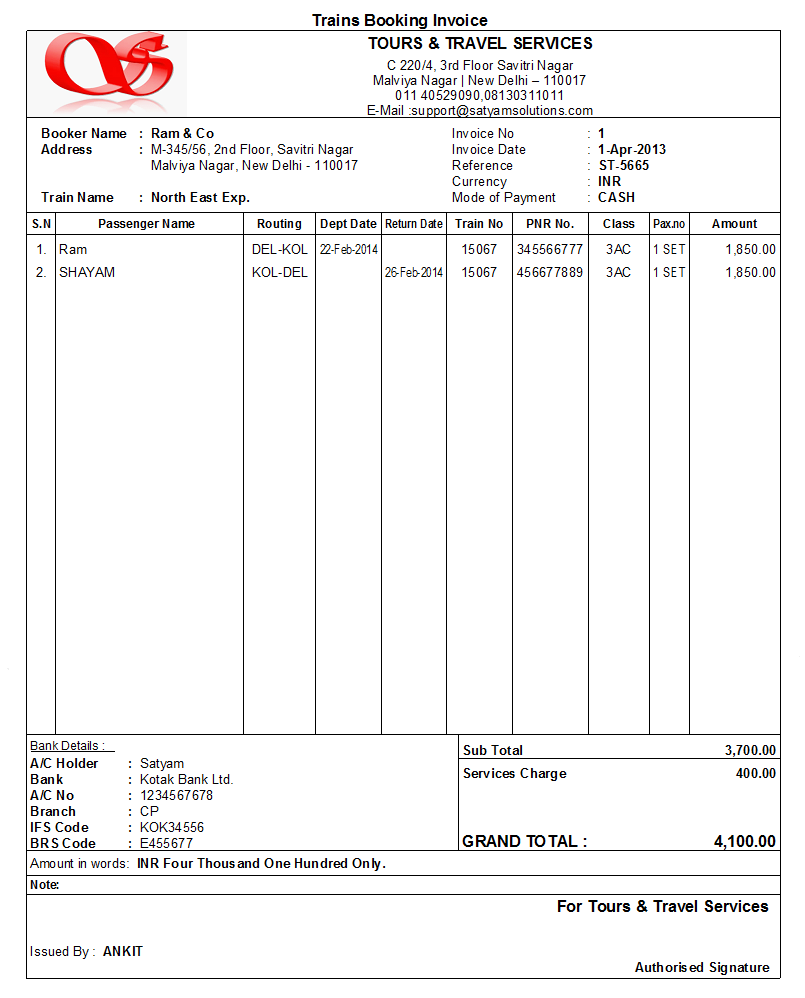 Trains Booking Invoice
TOURS & TRAVEL SERVICES
C 220/4, 3rd Floor Savitri Nagar
Malviya Nagar | New Delhi – 110017
011 40529090,08130311011
E-Mail :support@satyamsolutions.com
Booker Name : Ram & Co Invoice No : 1
Address : M-345/56, 2nd Floor, Savitri Nagar Invoice Date : 1-Apr-2013
Malviya Nagar, New Delhi - 110017 Reference : ST-5665
Currency : INR
Train Name : North East Exp. Mode of Payment : CASH
S.N Passenger Name Routing Dept Date Return Date Train No PNR No. Class Pax.no Amount
1. Ram DEL-KOL 22-Feb-2014 15067 345566777 3AC 1 SET 1,850.00
2. SHAYAM KOL-DEL 26-Feb-2014 15067 456677889 3AC 1 SET 1,850.00
Bank Details :
Sub Total 3,700.00
A/C Holder : Satyam
Services Charge 400.00
Bank : Kotak Bank Ltd.
A/C No : 1234567678
Branch : CP
IFS Code : KOK34556
BRS Code : E455677
GRAND TOTAL : 4,100.00
Amount in words: INR Four Thousand One Hundred Only.
Note:
For Tours & Travel Services
Issued By : ANKIT
Authorised Signature